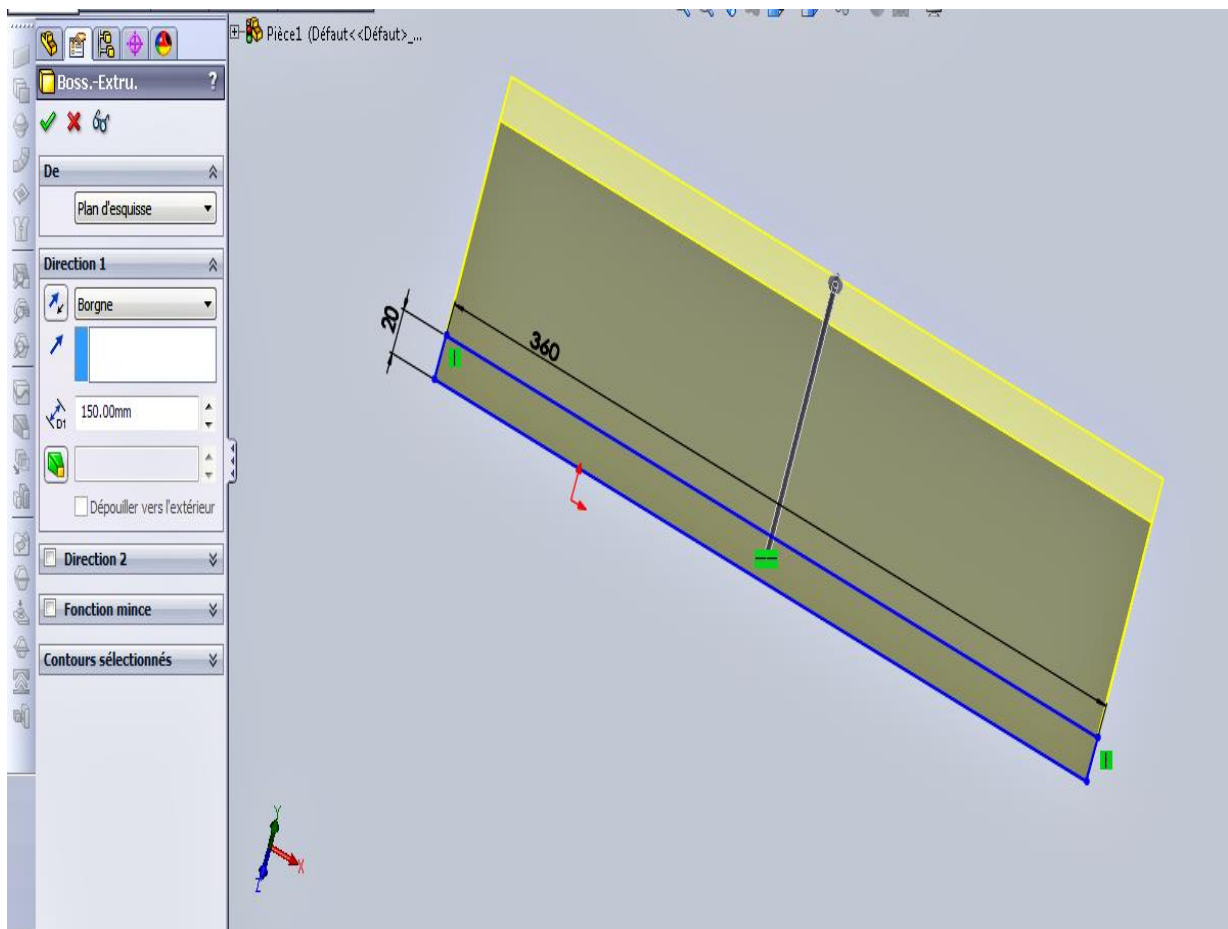 Pièce1 (Défaut<<Défaut>_...
Boss.-Extru. ?
De
Plan d'esquisse
Direction 1
Borgne
D1 150.00mm
Dépouiller vers l'extérieur
Direction 2
Fonction mince
Contours sélectionnés
20
360
Y
X
Z